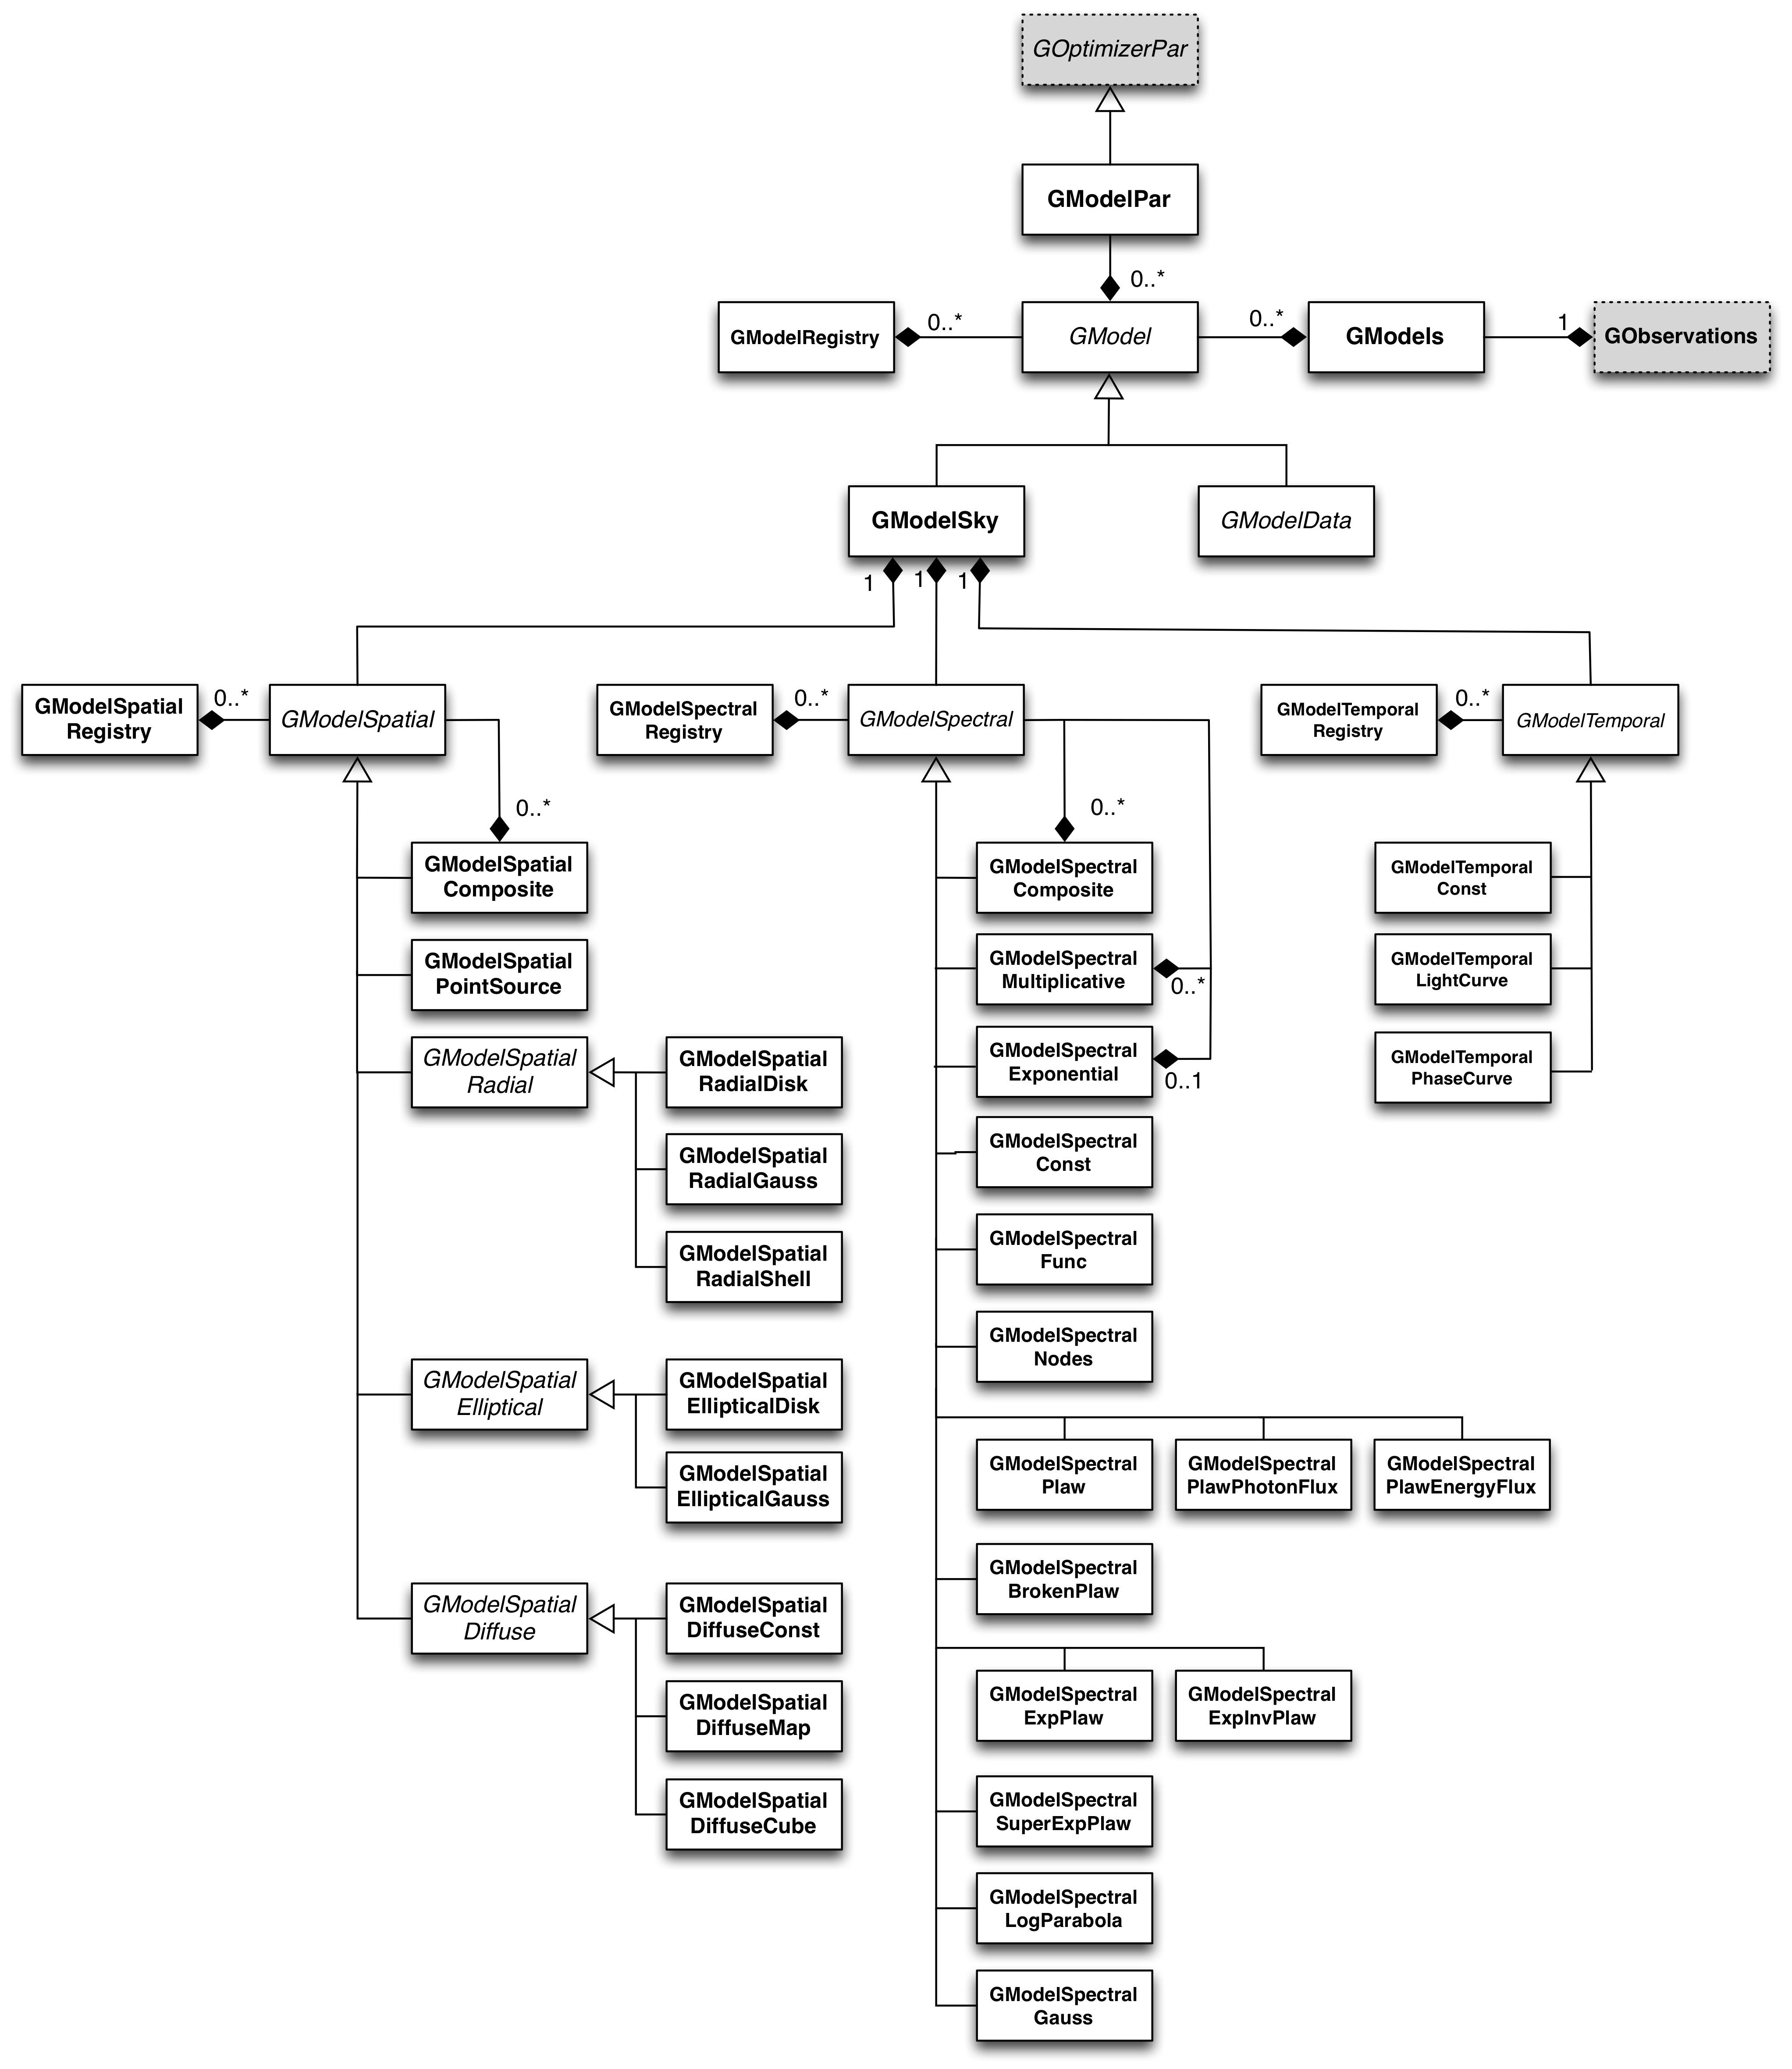 GOptimizerPar
GModelPar
0..*
GModelRegistry
0..*
GModel
0..*
GModels
1
GObservations
GModelSky
GModelData
1
1
1
GModelSpatial
Registry
0..*
GModelSpatial
GModelSpectral
Registry
0..*
GModelSpectral
GModelTemporal
Registry
0..*
GModelTemporal
0..*
0..*
GModelSpatial
Composite
GModelSpatial
PointSource
GModelSpatial
Radial
GModelSpatial
RadialDisk
GModelSpatial
RadialGauss
GModelSpatial
RadialShell
GModelSpatial
Elliptical
GModelSpatial
EllipticalDisk
GModelSpatial
EllipticalGauss
GModelSpatial
Diffuse
GModelSpatial
DiffuseConst
GModelSpatial
DiffuseMap
GModelSpatial
DiffuseCube
GModelSpectral
Composite
GModelSpectral
Multiplicative
0..*
GModelSpectral
Exponential
0..1
GModelSpectral
Const
GModelSpectral
Func
GModelSpectral
Nodes
GModelSpectral
Plaw
GModelSpectral
PlawPhotonFlux
GModelSpectral
PlawEnergyFlux
GModelSpectral
BrokenPlaw
GModelSpectral
ExpPlaw
GModelSpectral
ExpInvPlaw
GModelSpectral
SuperExpPlaw
GModelSpectral
LogParabola
GModelSpectral
Gauss
GModelTemporal
Const
GModelTemporal
LightCurve
GModelTemporal
PhaseCurve